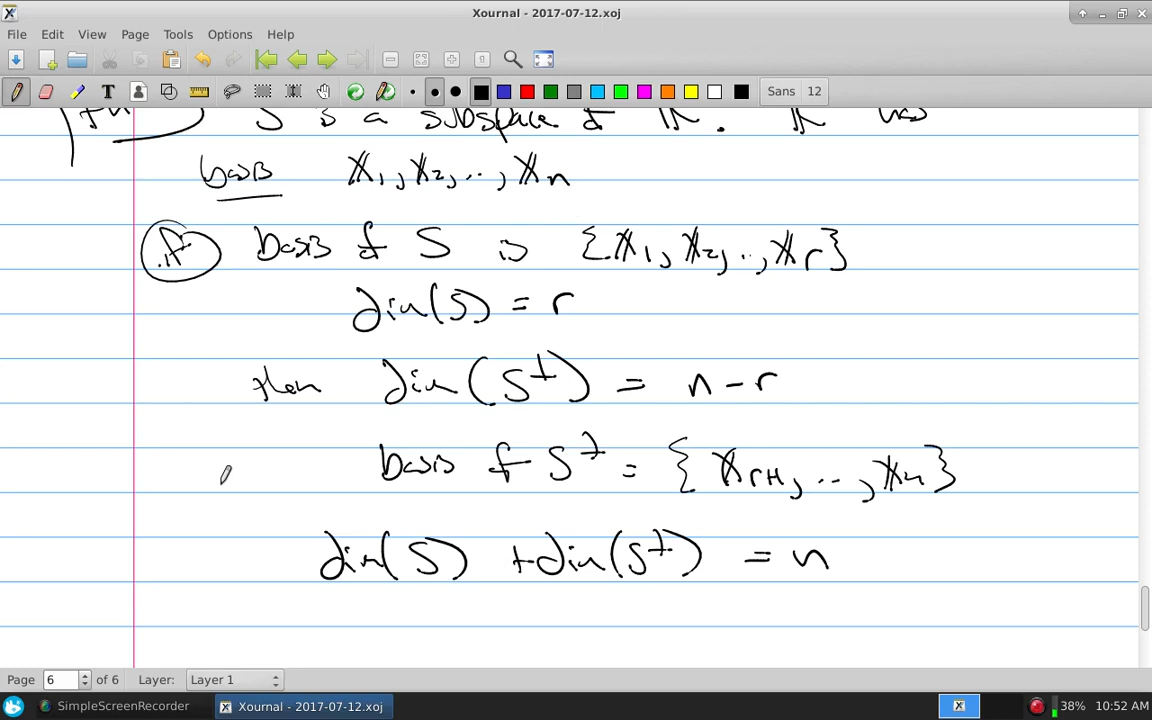 Xournal - 2017-07-12.xoj
File Edit View Page Tools Options Help
Sans 12
S is a subspace of ℝⁿ. ℝⁿ has
basis 𝕏₁, 𝕏₂, .., 𝕏ₙ
If basis of S is {𝕏₁, 𝕏₂, .., 𝕏ᵣ}
dim(S) = r
then dim(S⊥) = n - r
basis of S⊥ = {𝕏ᵣ₊₁, ..., 𝕏ₙ}
dim(S) + dim(S⊥) = n
Page 6 of 6 Layer: Layer 1
SimpleScreenRecorder Xournal - 2017-07-12.xoj 38% 10:52 AM